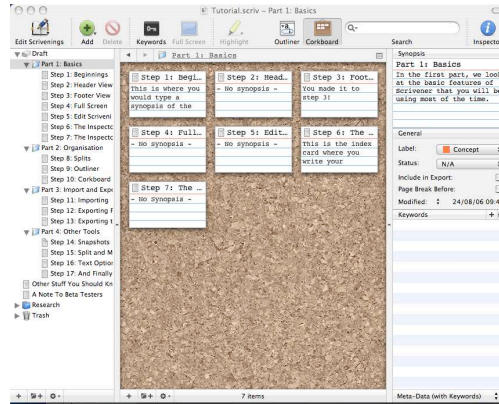 Tutorial.scriv – Part 1: Basics
Edit Scrivenings Add Delete Keywords Full Screen Highlight Outliner Corkboard Search Inspector
Draft
Part 1: Basics
Step 1: Beginnings
Step 2: Header View
Step 3: Footer View
Step 4: Full Screen
Step 5: Edit Scriveni
Step 6: The Inspecto
Step 7: The Inspecto
Part 2: Organisation
Step 8: Splits
Step 9: Outliner
Step 10: Corkboard
Part 3: Import and Expo
Step 11: Importing
Step 12: Exporting F
Step 13: Exporting t
Part 4: Other Tools
Step 14: Snapshots
Step 15: Split and M
Step 16: Text Option
Step 17: And Finally
Other Stuff You Should Kn
A Note To Beta Testers
Research
Trash
Part 1: Basics
Step 1: Begi...
This is where you
would type a
synopsis of the
Step 2: Head...
- No Synopsis -
Step 3: Foot...
You made it to
step 3!
Step 4: Full...
- No Synopsis -
Step 5: Edit...
- No Synopsis -
Step 6: The ...
This is the index
card where you
write your
Step 7: The ...
- No Synopsis -
7 items
Synopsis
Part 1: Basics
In the first part, we loo
at the basic features of
Scrivener that you will be
using most of the time.
General
Label: Concept
Status: N/A
Include in Export:
Page Break Before:
Modified: 24/08/06 09:4
Keywords
Meta-Data (with Keywords)